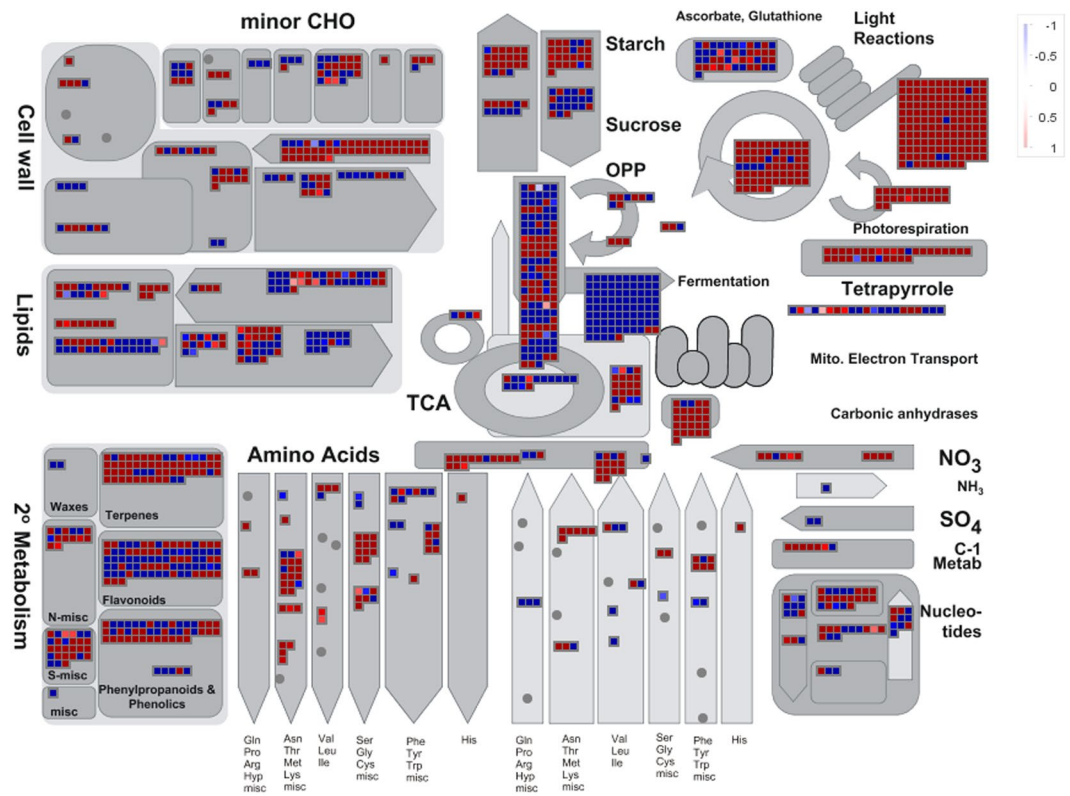 minor CHO
Cell wall
Lipids
2º Metabolism
Starch
Sucrose
OPP
Ascorbate, Glutathione
Light
Reactions
-1
-0.5
0
0.5
1
Photorespiration
Tetrapyrrole
Fermentation
Mito. Electron Transport
TCA
Carbonic anhydrases
Amino Acids
NO3
NH3
SO4
C-1
Metab
Nucleo-
tides
Waxes
Terpenes
Flavonoids
N-misc
S-misc
misc
Phenylpropanoids &
Phenolics
Gln
Pro
Arg
Hyp
misc
Asn
Thr
Met
Lys
misc
Val
Leu
Ile
Ser
Gly
Cys
misc
Phe
Tyr
Trp
misc
His
Gln
Pro
Arg
Hyp
misc
Asn
Thr
Met
Lys
misc
Val
Leu
Ile
Ser
Gly
Cys
misc
Phe
Tyr
Trp
misc
His